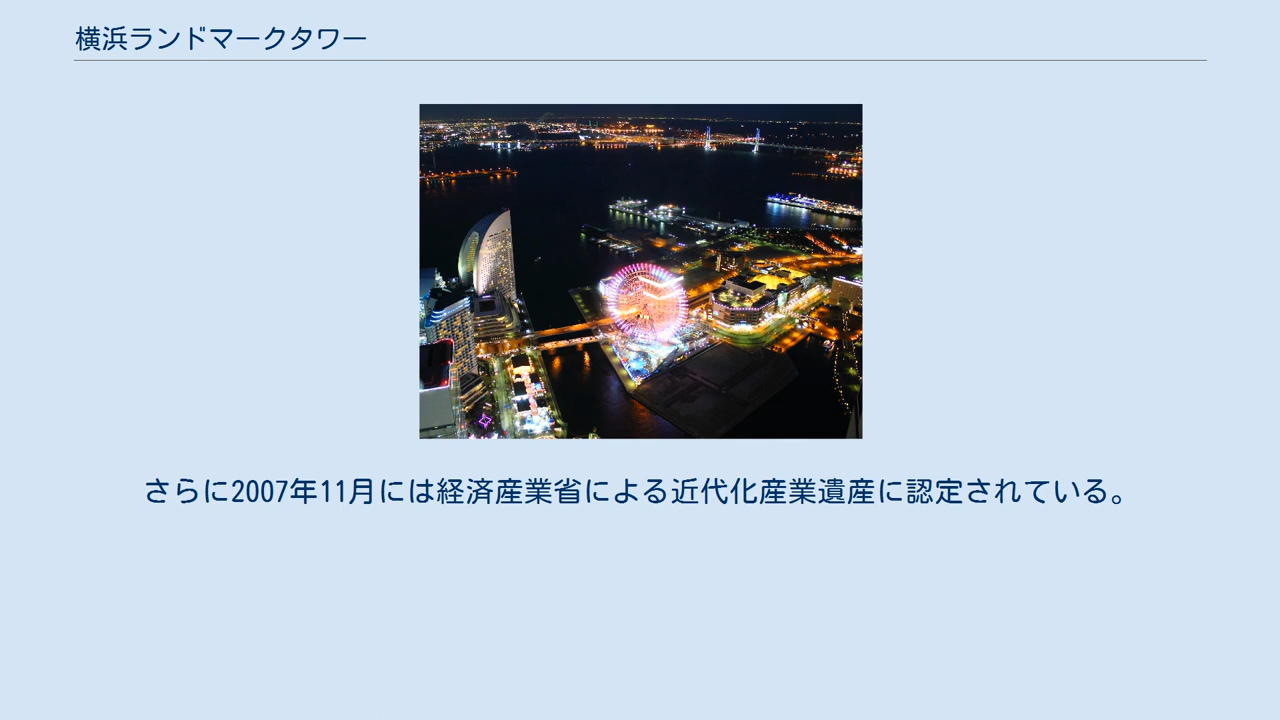 横浜ランドマークタワー
さらに2007年11月には経済産業省による近代化産業遺産に認定されている。